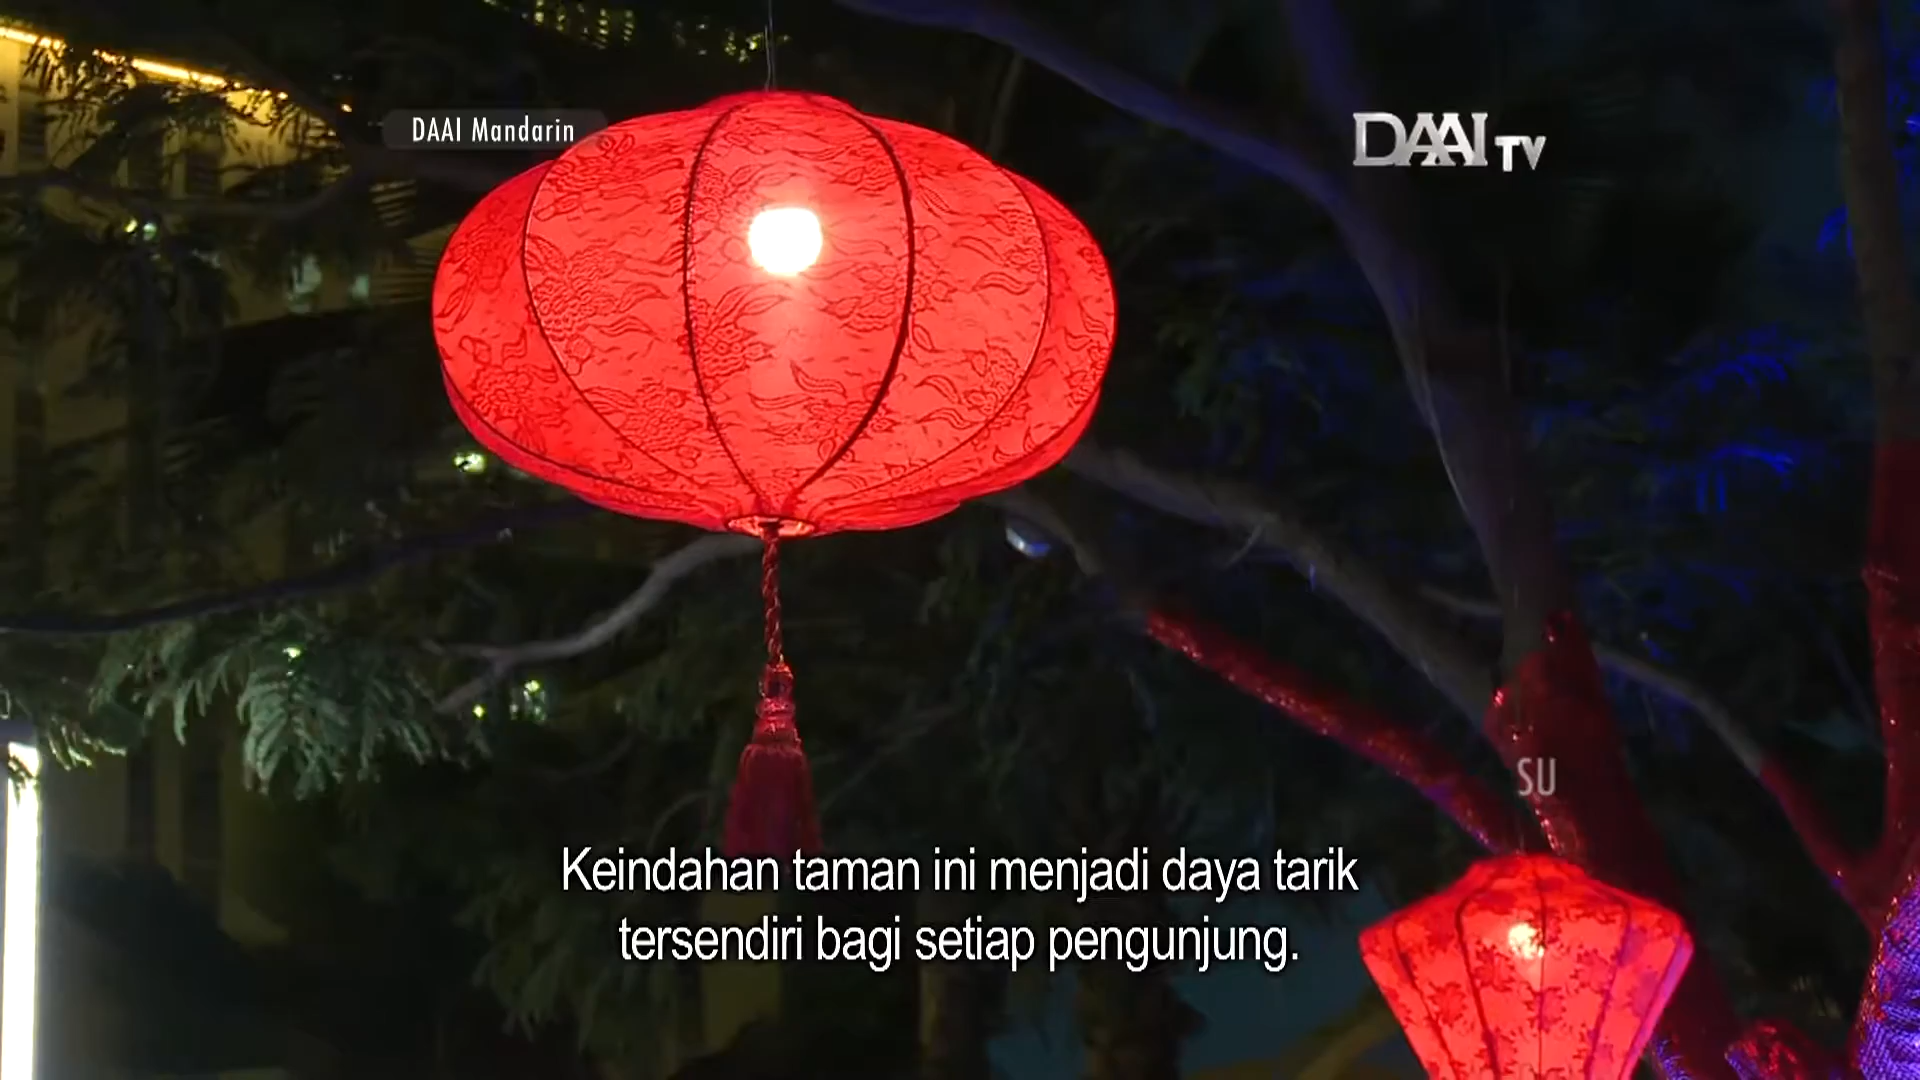 DAAI Mandarin
DAAI TV
SU
Keindahan taman ini menjadi daya tarik
tersendiri bagi setiap pengunjung.